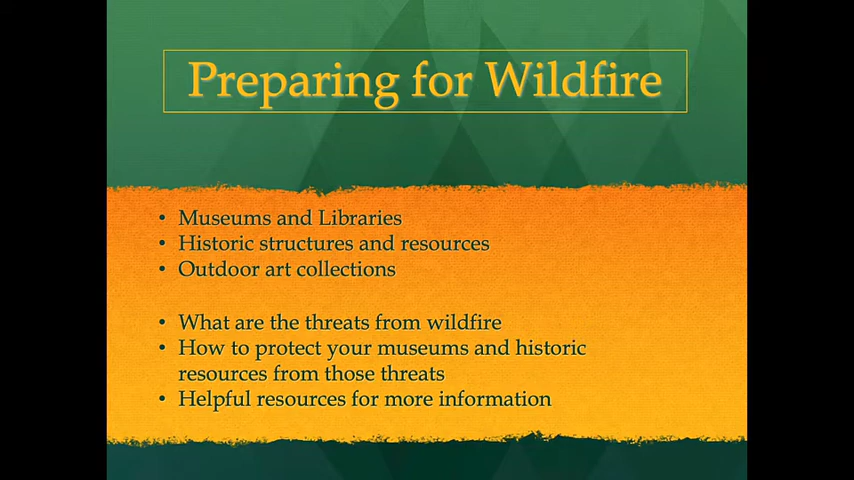 Preparing for Wildfire
• Museums and Libraries
• Historic structures and resources
• Outdoor art collections
• What are the threats from wildfire
• How to protect your museums and historic
resources from those threats
• Helpful resources for more information